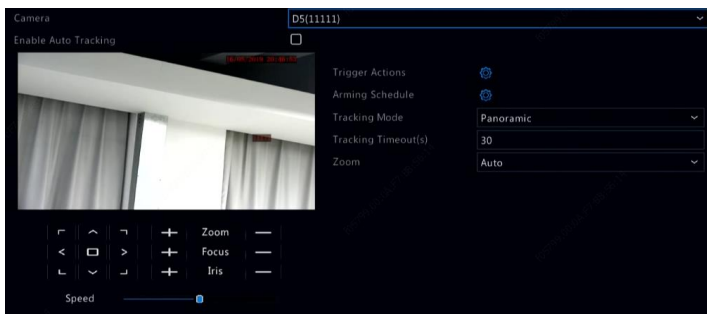 Camera
D5(11111)
Enable Auto Tracking
Trigger Actions
Arming Schedule
Tracking Mode
Panoramic
Tracking Timeout(s)
30
Zoom
Auto
Zoom
Focus
Iris
Speed